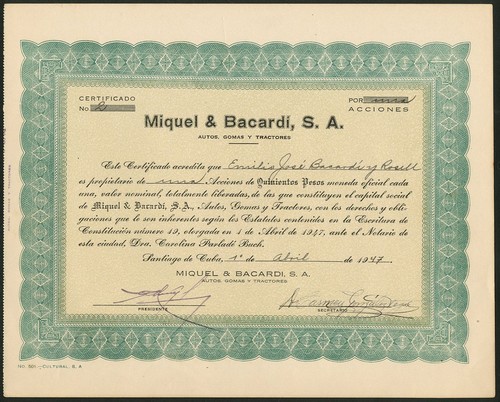 CERTIFICADO
No. 2
POR una
ACCIONES
Miquel & Bacardí, S. A.
AUTOS, GOMAS Y TRACTORES
Este Certificado acredita que Emilio José Bacardí y Rosell
es propietario de una Acciones de Quinientos Pesos moneda oficial cada
una, valor nominal, totalmente liberadas, de las que constituyen el capital social
de Miquel & Bacardí, S. A., Autos, Gomas y Tractores, con los derechos y obli-
gaciones que le son inherentes según los Estatutos contenidos en la Escritura de
Constitución número 19, otorgada en 1 de Abril de 1947, ante el Notario de
esta ciudad, Dra. Carolina Parladé Buch.
Santiago de Cuba, 1º de Abril de 1947
MIQUEL & BACARDI, S. A.
AUTOS, GOMAS Y TRACTORES
PRESIDENTE
SECRETARIO
NO. 501.—CULTURAL, S. A